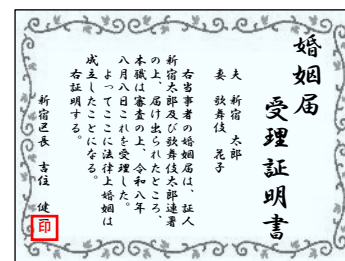 婚姻届
受理証明書
夫 新宿 太郎
妻 歌舞伎 花子
右当事者の婚姻届は、証人
新宿太郎及び歌舞伎太郎連署
の上、届け出られたところ、
本職は審査の上、令和八年
八月八日これを受理した。
よってここに法律上婚姻は
成立したことになる。
右証明する。
新宿区長 吉住 健一
印